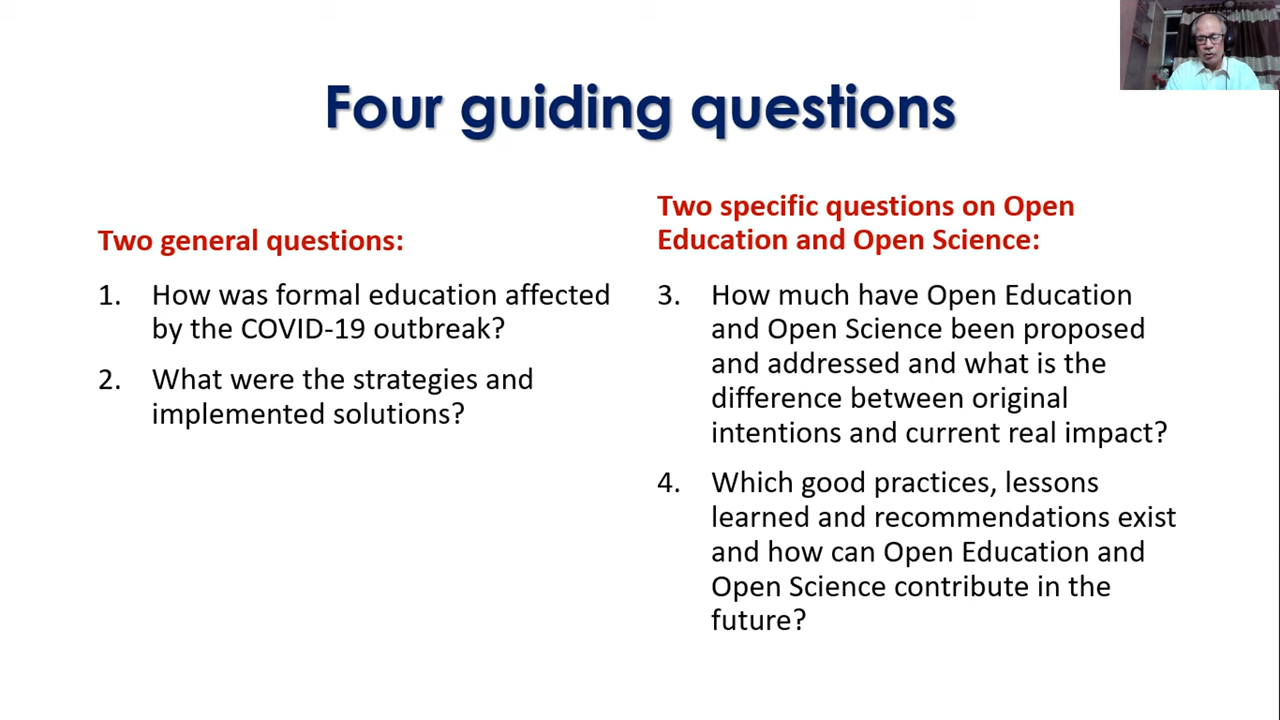 Four guiding questions
Two general questions:
1. How was formal education affected
by the COVID-19 outbreak?
2. What were the strategies and
implemented solutions?
Two specific questions on Open
Education and Open Science:
3. How much have Open Education
and Open Science been proposed
and addressed and what is the
difference between original
intentions and current real impact?
4. Which good practices, lessons
learned and recommendations exist
and how can Open Education and
Open Science contribute in the
future?